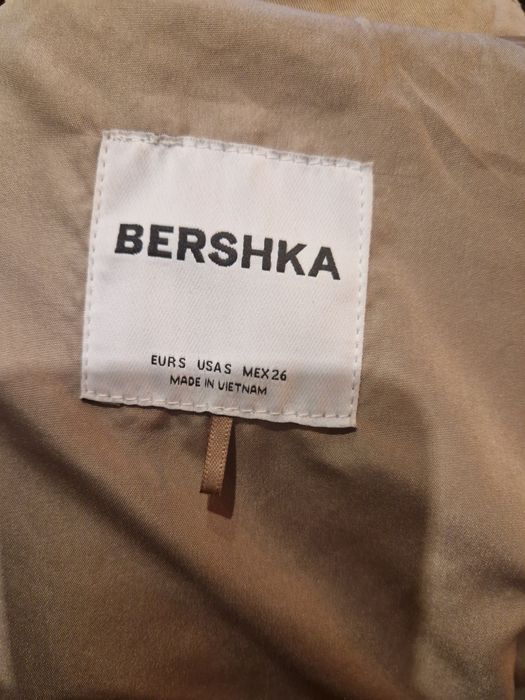 BERSHKA
EUR S USA S MEX 26
MADE IN VIETNAM